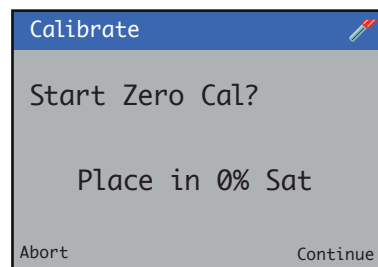 Calibrate
Start Zero Cal?
Place in 0% Sat
Abort Continue